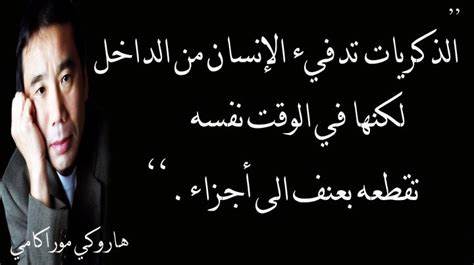 ,,
الذكريات تدفيء الإنسان من الداخل
لكنها في الوقت نفسه
تقطعه بعنف الى أجزاء . ‘‘
هاروكي موراكامي